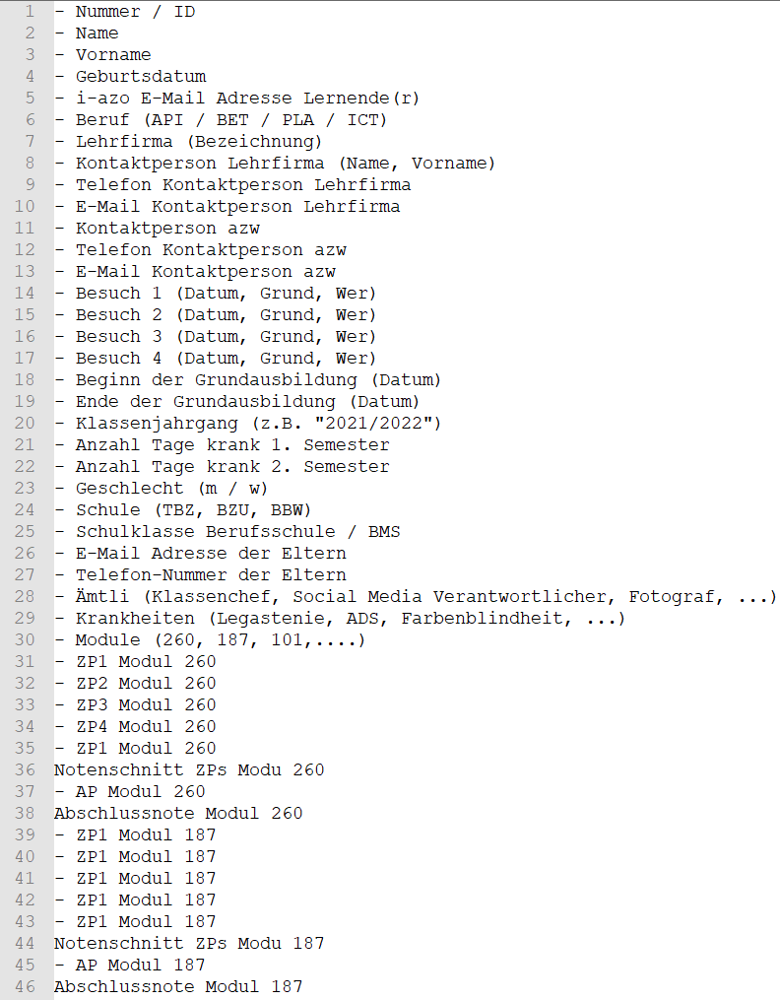 1 - Nummer / ID
2 - Name
3 - Vorname
4 - Geburtsdatum
5 - i-azo E-Mail Adresse Lernende(r)
6 - Beruf (API / BET / PLA / ICT)
7 - Lehrfirma (Bezeichnung)
8 - Kontaktperson Lehrfirma (Name, Vorname)
9 - Telefon Kontaktperson Lehrfirma
10 - E-Mail Kontaktperson Lehrfirma
11 - Kontaktperson azw
12 - Telefon Kontaktperson azw
13 - E-Mail Kontaktperson azw
14 - Besuch 1 (Datum, Grund, Wer)
15 - Besuch 2 (Datum, Grund, Wer)
16 - Besuch 3 (Datum, Grund, Wer)
17 - Besuch 4 (Datum, Grund, Wer)
18 - Beginn der Grundausbildung (Datum)
19 - Ende der Grundausbildung (Datum)
20 - Klassenjahrgang (z.B. "2021/2022")
21 - Anzahl Tage krank 1. Semester
22 - Anzahl Tage krank 2. Semester
23 - Geschlecht (m / w)
24 - Schule (TBZ, BZU, BBW)
25 - Schulklasse Berufsschule / BMS
26 - E-Mail Adresse der Eltern
27 - Telefon-Nummer der Eltern
28 - Ämtli (Klassenchef, Social Media Verantwortlicher, Fotograf, ...)
29 - Krankheiten (Legastenie, ADS, Farbenblindheit, ...)
30 - Module (260, 187, 101,....)
31 - ZP1 Modul 260
32 - ZP2 Modul 260
33 - ZP3 Modul 260
34 - ZP4 Modul 260
35 - ZP1 Modul 260
36 Notenschnitt ZPs Modu 260
37 - AP Modul 260
38 Abschlussnote Modul 260
39 - ZP1 Modul 187
40 - ZP1 Modul 187
41 - ZP1 Modul 187
42 - ZP1 Modul 187
43 - ZP1 Modul 187
44 Notenschnitt ZPs Modu 187
45 - AP Modul 187
46 Abschlussnote Modul 187